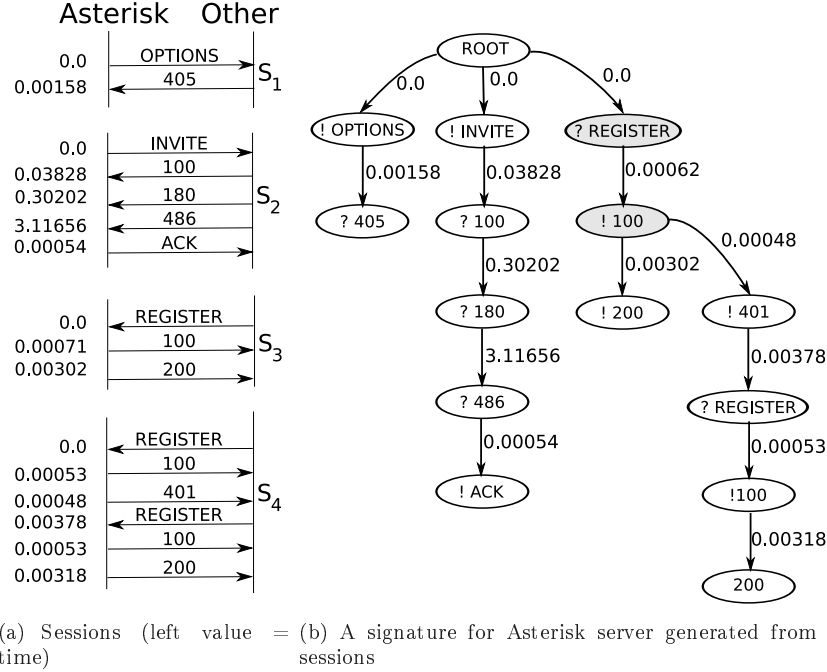 Asterisk Other
0.0 OPTIONS
0.00158 405
S1
0.0 INVITE
0.03828 100
0.30202 180
S2
3.11656 486
0.00054 ACK
0.0 REGISTER
0.00071 100
S3
0.00302 200
0.0 REGISTER
0.00053 100
0.00048 401
S4
0.00378 REGISTER
0.00053 100
0.00318 200
ROOT
0.0 0.0 0.0
! OPTIONS ! INVITE ? REGISTER
0.00158 0.03828 0.00062
? 405 ? 100 ! 100
0.30202 0.00302 0.00048
? 180 ! 200 ! 401
3.11656 0.00378
? 486 ? REGISTER
0.00054 0.00053
! ACK !100
0.00318
200
(a) Sessions (left value = time)
(b) A signature for Asterisk server generated from
sessions